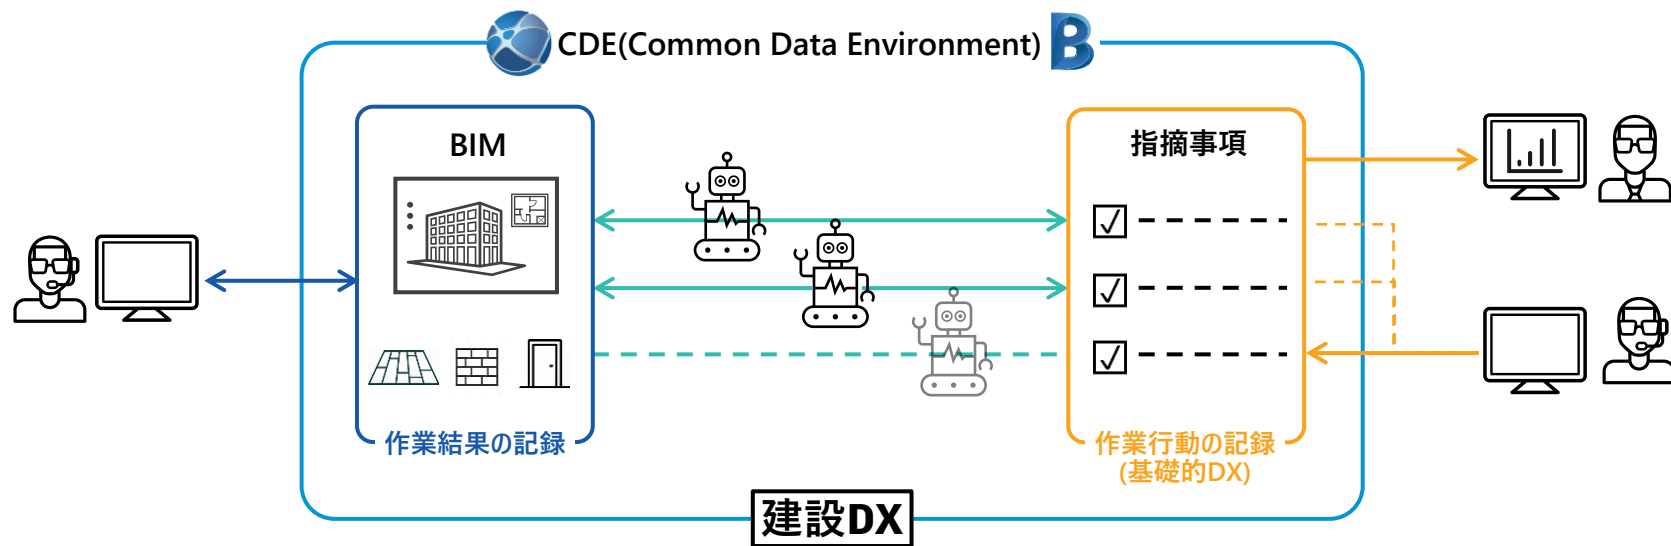 CDE(Common Data Environment)
B
BIM
指摘事項
作業結果の記録
作業行動の記録
(基礎的DX)
建設DX